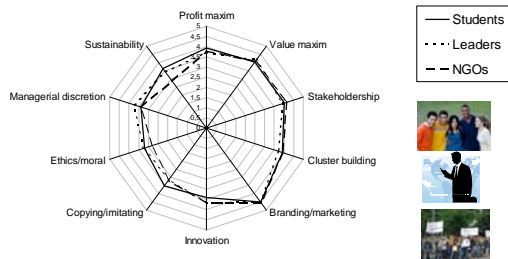 Profit maxim
Sustainability
Value maxim
Managerial discretion
Stakeholdership
Ethics/moral
Cluster building
Copying/imitating
Branding/marketing
Innovation
5
4,5
4
3,5
3
2,5
2
1,5
1
0,5
0
Students
Leaders
NGOs